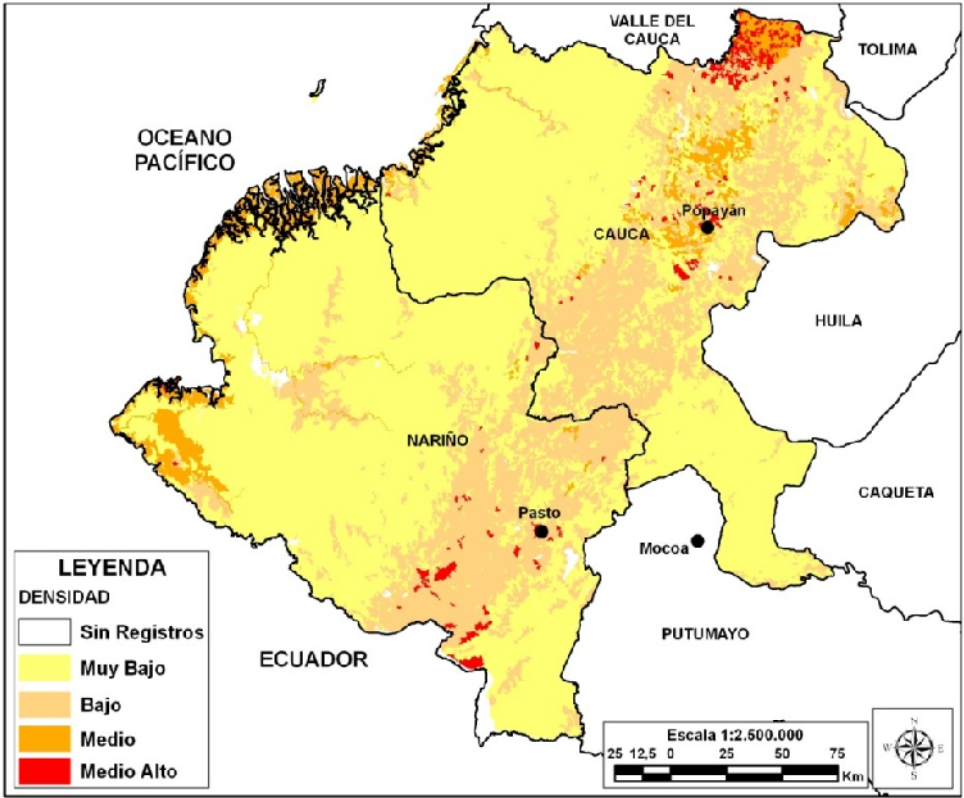 VALLE DEL
CAUCA
TOLIMA
OCEANO
PACÍFICO
Popayán
CAUCA
HUILA
NARIÑO
CAQUETA
Pasto
Mocoa
LEYENDA
DENSIDAD
Sin Registros
Muy Bajo
Bajo
Medio
Medio Alto
ECUADOR
PUTUMAYO
Escala 1:2.500.000
25 12,5 0 25 50 75
Km
N
W E
S